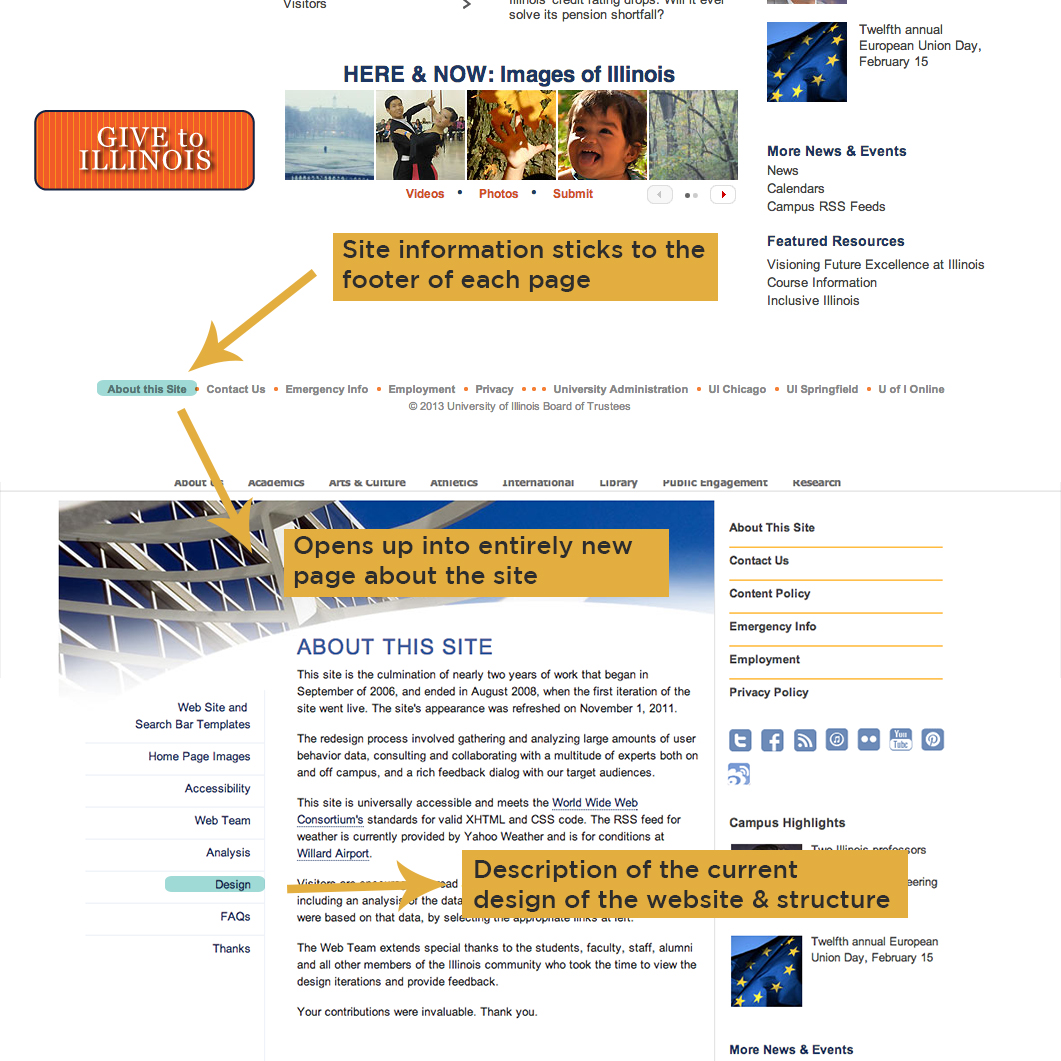 Visitors
Illinois' credit rating drops. Will it ever
solve its pension shortfall?
Twelfth annual
European Union Day,
February 15
HERE & NOW: Images of Illinois
GIVE to
ILLINOIS
Videos • Photos • Submit
More News & Events
News
Calendars
Campus RSS Feeds
Featured Resources
Visioning Future Excellence at Illinois
Course Information
Inclusive Illinois
Site information sticks to the
footer of each page
About this Site • Contact Us • Emergency Info • Employment • Privacy • • • University Administration • UI Chicago • UI Springfield • U of I Online
© 2013 University of Illinois Board of Trustees
About Us Academics Arts & Culture Athletics International Library Public Engagement Research
Opens up into entirely new
page about the site
About This Site
Contact Us
Content Policy
Emergency Info
Employment
Privacy Policy
ABOUT THIS SITE
This site is the culmination of nearly two years of work that began in
September of 2006, and ended in August 2008, when the first iteration of the
site went live. The site's appearance was refreshed on November 1, 2011.
The redesign process involved gathering and analyzing large amounts of user
behavior data, consulting and collaborating with a multitude of experts both on
and off campus, and a rich feedback dialog with our target audiences.
This site is universally accessible and meets the World Wide Web
Consortium's standards for valid XHTML and CSS code. The RSS feed for
weather is currently provided by Yahoo Weather and is for conditions at
Willard Airport.
Visitors are
including an analysis of the data
were based on that data, by selecting the appropriate links at left.
The Web Team extends special thanks to the students, faculty, staff, alumni
and all other members of the Illinois community who took the time to view the
design iterations and provide feedback.
Your contributions were invaluable. Thank you.
Web Site and
Search Bar Templates
Home Page Images
Accessibility
Web Team
Analysis
Design
FAQs
Thanks
Description of the current
design of the website & structure
You
Tube
Campus Highlights
Two Illinois professors
Twelfth annual European
Union Day, February 15
More News & Events